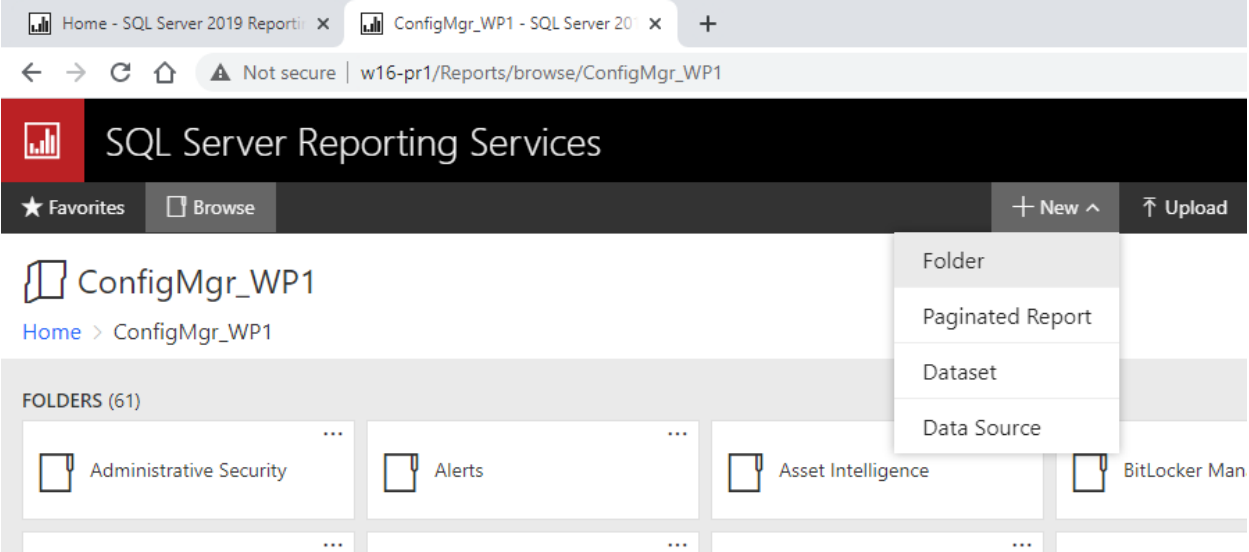 Home - SQL Server 2019 Reporti
ConfigMgr_WP1 - SQL Server 20
Not secure | w16-pr1/Reports/browse/ConfigMgr_WP1
SQL Server Reporting Services
Favorites Browse New Upload
Folder
Paginated Report
Dataset
Data Source
ConfigMgr_WP1
Home > ConfigMgr_WP1
FOLDERS (61)
Administrative Security
Alerts
Asset Intelligence
BitLocker Man